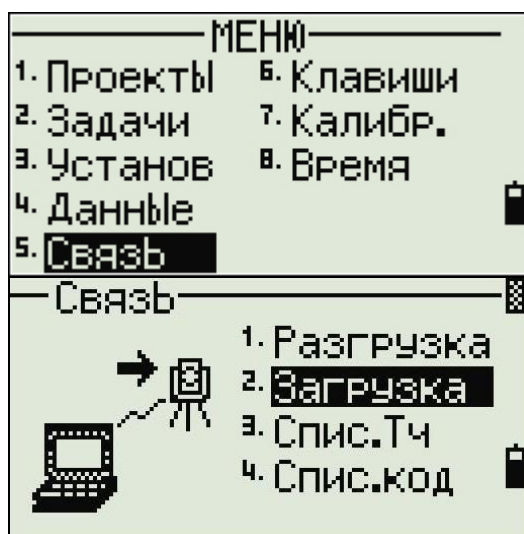 МЕНЮ
1. Проекты 6. Клавиши
2. Задачи 7. Калибр.
3. Установ 8. Время
4. Данные
5. Связь
Связь
1. Разгрузка
2. Загрузка
3. Спис.Тч
4. Спис.код